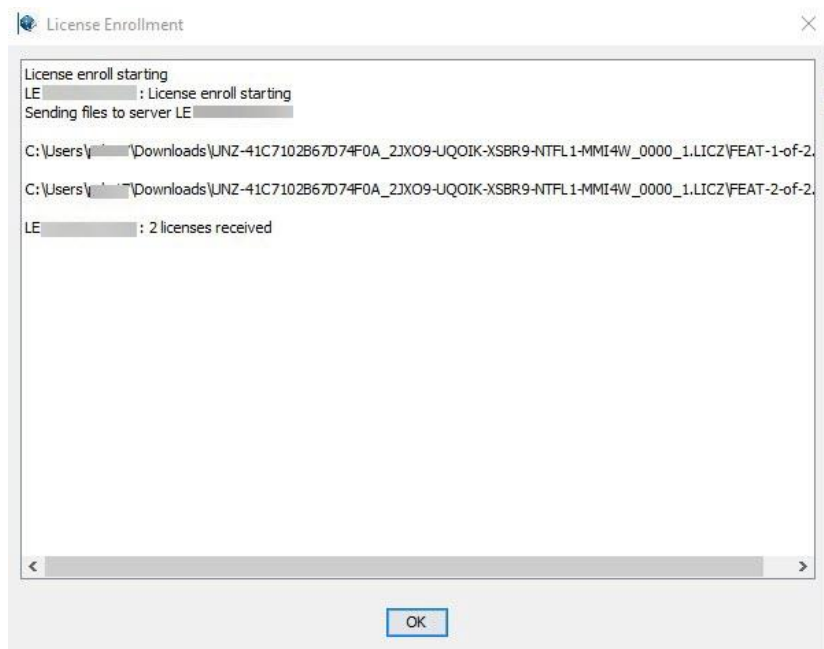 License Enrollment
License enroll starting
LE : License enroll starting
Sending files to server LE
C:\Users\ \Downloads\UNZ-41C7102B67D74F0A_2JXO9-UQOIK-XSBR9-NTFL1-MMI4W_0000_1.LICZ\FEAT-1-of-2.
C:\Users\ \Downloads\UNZ-41C7102B67D74F0A_2JXO9-UQOIK-XSBR9-NTFL1-MMI4W_0000_1.LICZ\FEAT-2-of-2.
LE : 2 licenses received
OK